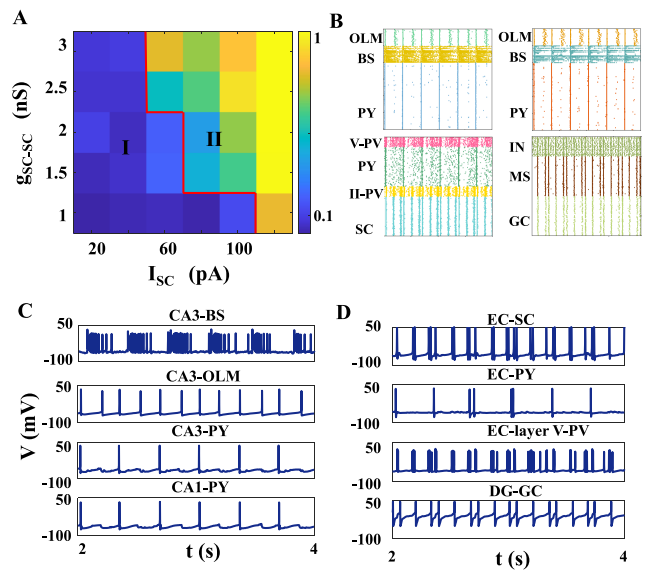 A
g_SC-SC (nS)
3
2.5
2
1.5
1
I
II
20
60
100
I_SC (pA)
1
0.1
B
OLM
BS
PY
OLM
BS
PY
V-PV
PY
II-PV
SC
IN
MS
GC
C
V (mV)
CA3-BS
50
-100
CA3-OLM
50
-100
CA3-PY
50
-100
CA1-PY
50
-100
2
4
t (s)
D
EC-SC
50
-100
EC-PY
50
-100
EC-layer V-PV
50
-100
DG-GC
50
-100
2
4
t (s)